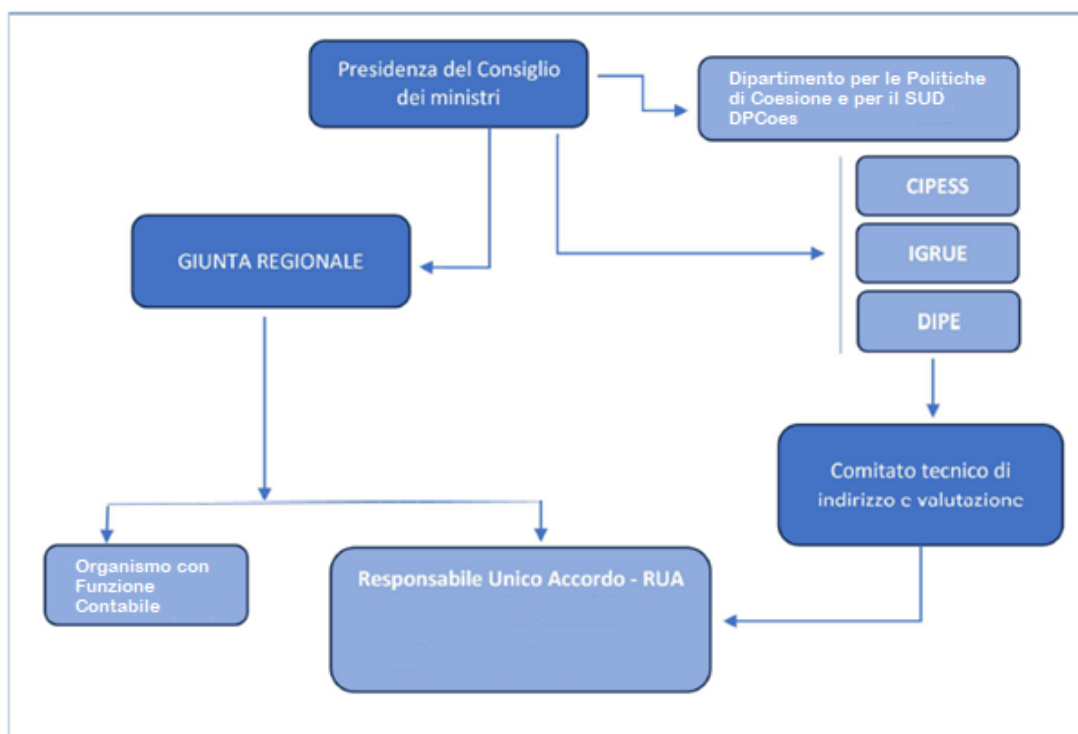 Presidenza del Consiglio
dei ministri
Dipartimento per le Politiche
di Coesione e per il SUD
DPCoes
CIPESS
IGRUE
DIPE
GIUNTA REGIONALE
Comitato tecnico di
indirizzo e valutazione
Organismo con
Funzione
Contabile
Responsabile Unico Accordo - RUA